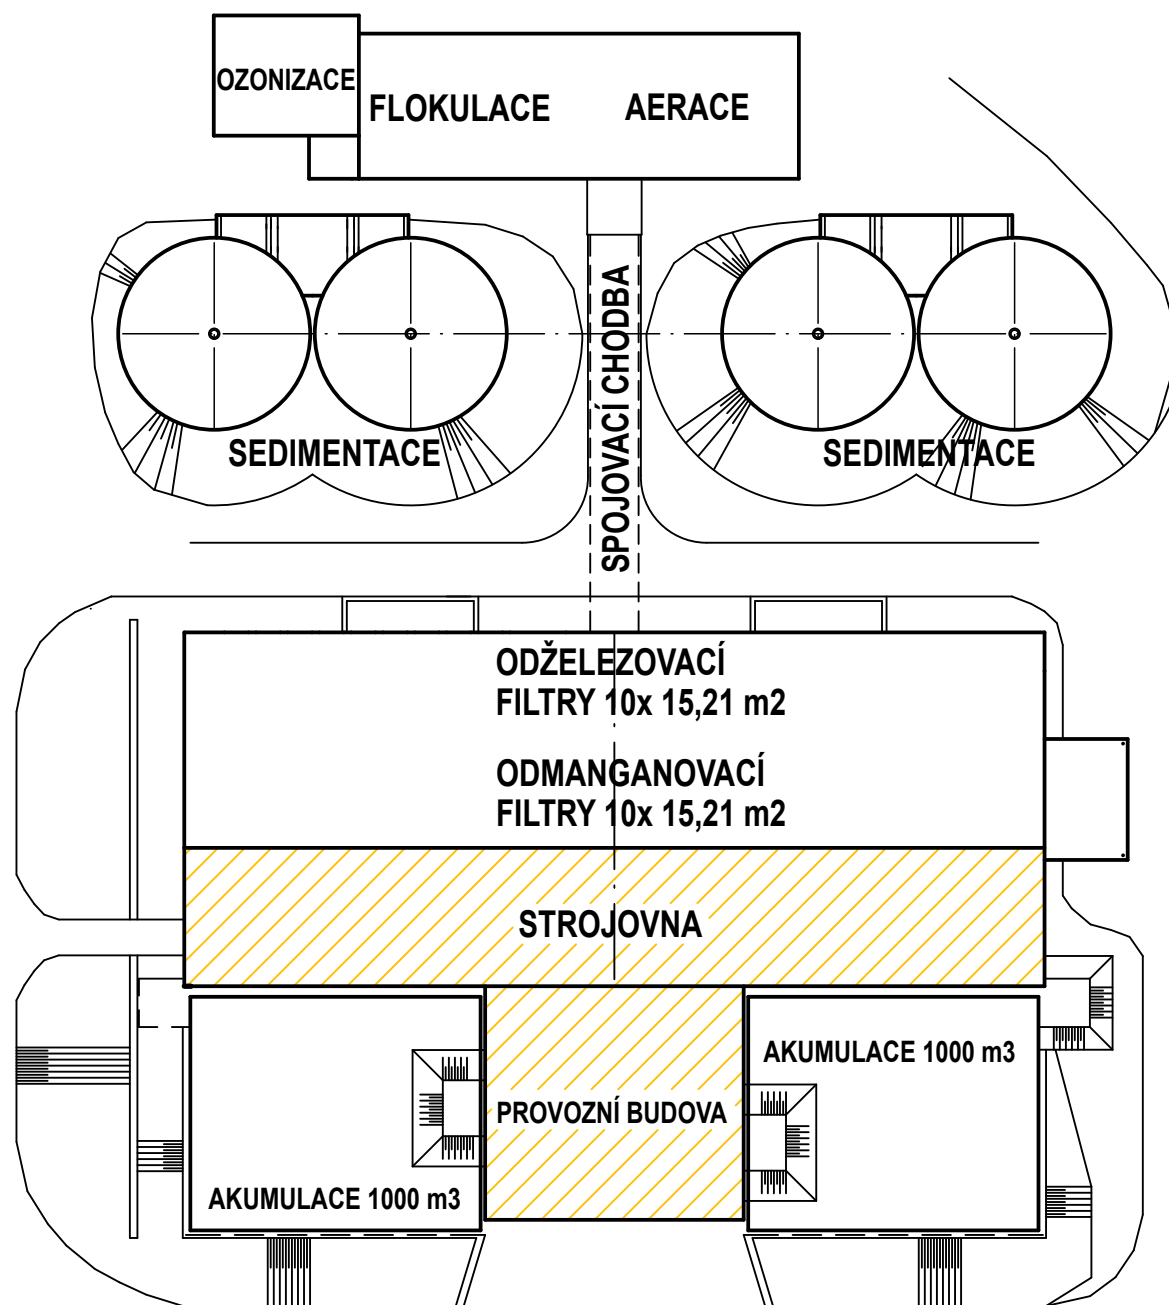 OZONIZACE
FLOKULACE
AERACE
SPOJOVACÍ CHODBA
SEDIMENTACE
SEDIMENTACE
ODŽELEZOVACÍ
FILTRY 10x 15,21 m2
ODMANGANOVACÍ
FILTRY 10x 15,21 m2
STROJOVNA
AKUMULACE 1000 m3
PROVOZNÍ BUDOVA
AKUMULACE 1000 m3